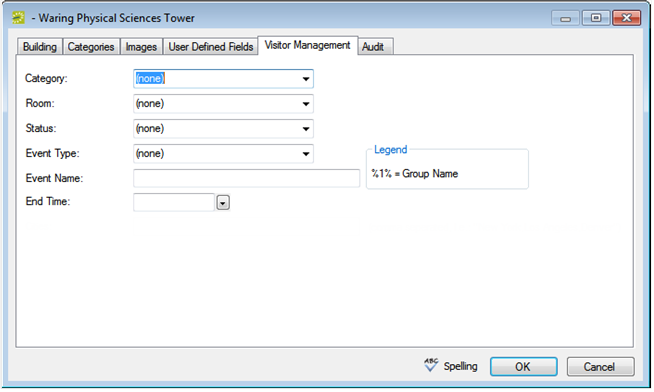 - Waring Physical Sciences Tower
Building Categories Images User Defined Fields Visitor Management Audit
Category: (none)
Room: (none)
Status: (none)
Event Type: (none)
Legend
%1% = Group Name
Event Name:
End Time:
ABC Spelling OK Cancel